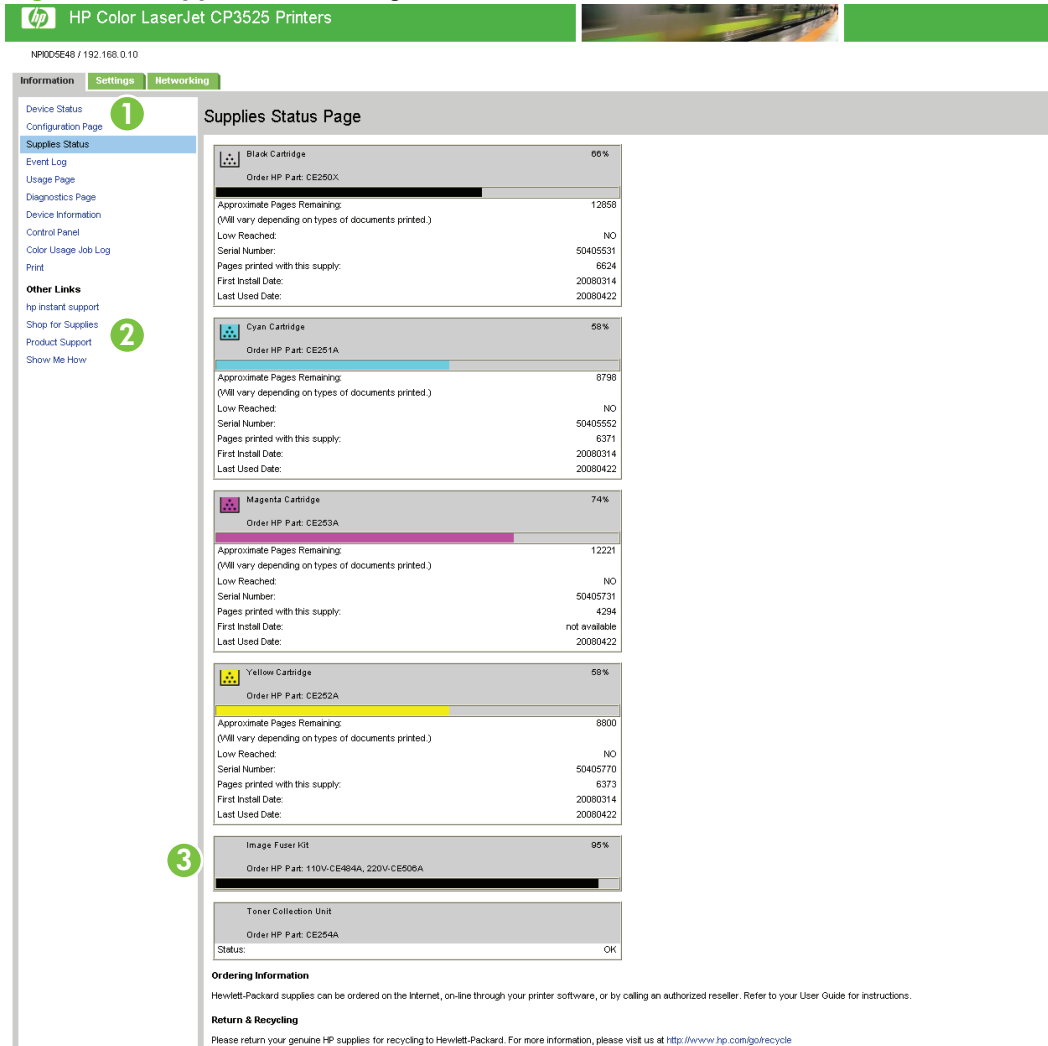 hp HP Color LaserJet CP3525 Printers
NPI0D5E48 / 192.168.0.10
Information Settings Networking
Device Status
Configuration Page
1
Supplies Status
Event Log
Usage Page
Diagnostics Page
Device Information
Control Panel
Color Usage Job Log
Print
Other Links
hp instant support
Shop for Supplies
2
Product Support
Show Me How
Supplies Status Page
Black Cartridge 66%
Order HP Part: CE250X
Approximate Pages Remaining: 12858
(Will vary depending on types of documents printed.)
Low Reached: NO
Serial Number: 50405531
Pages printed with this supply: 6624
First Install Date: 20080314
Last Used Date: 20080422
Cyan Cartridge 58%
Order HP Part: CE251A
Approximate Pages Remaining: 8798
(Will vary depending on types of documents printed.)
Low Reached: NO
Serial Number: 50405552
Pages printed with this supply: 6371
First Install Date: 20080314
Last Used Date: 20080422
Magenta Cartridge 74%
Order HP Part: CE253A
Approximate Pages Remaining: 12221
(Will vary depending on types of documents printed.)
Low Reached: NO
Serial Number: 50405731
Pages printed with this supply: 4294
First Install Date: not available
Last Used Date: 20080422
Yellow Cartridge 58%
Order HP Part: CE252A
Approximate Pages Remaining: 8800
(Will vary depending on types of documents printed.)
Low Reached: NO
Serial Number: 50405770
Pages printed with this supply: 6373
First Install Date: 20080314
Last Used Date: 20080422
3
Image Fuser Kit 95%
Order HP Part: 110V-CE484A, 220V-CE506A
Toner Collection Unit
Order HP Part: CE254A
Status: OK
Ordering Information
Hewlett-Packard supplies can be ordered on the Internet, on-line through your printer software, or by calling an authorized reseller. Refer to your User Guide for instructions.
Return & Recycling
Please return your genuine HP supplies for recycling to Hewlett-Packard. For more information, please visit us at http://www.hp.com/go/recycle